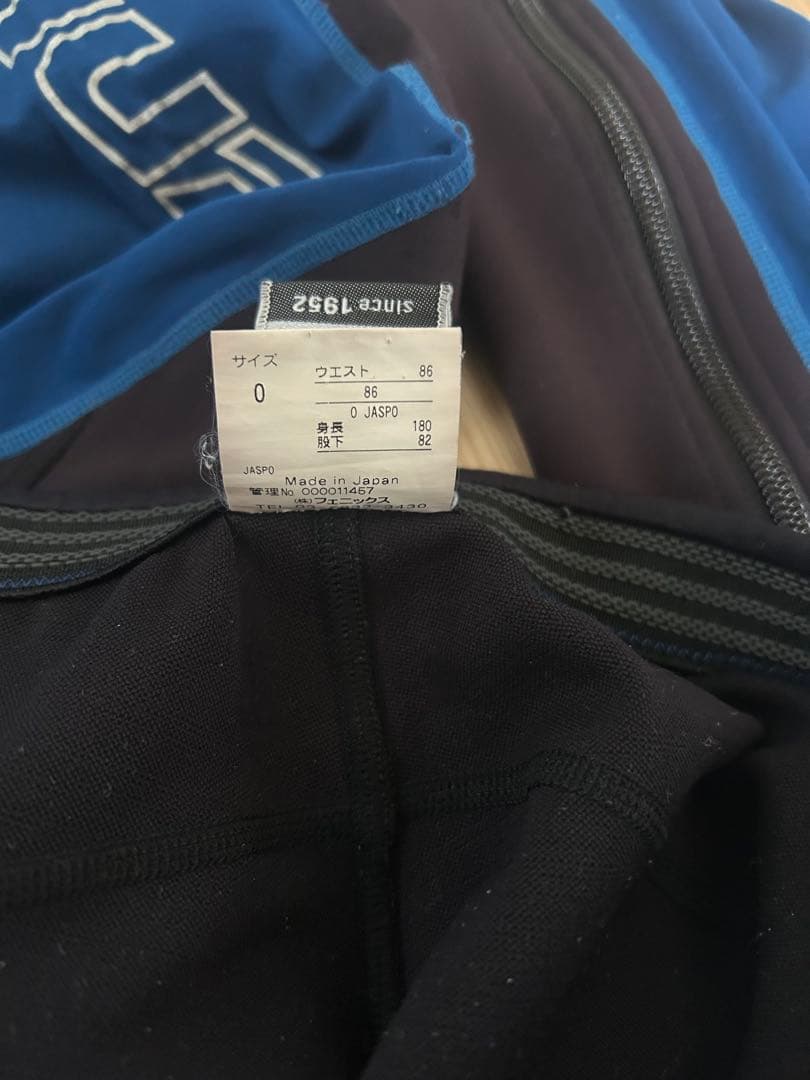 since 1952
サイズ
0
ウエスト 86
86
0 JASPO
身長 180
股下 82
JASPO
Made in Japan
管理No 000011457
(株)フェニックス
TEL